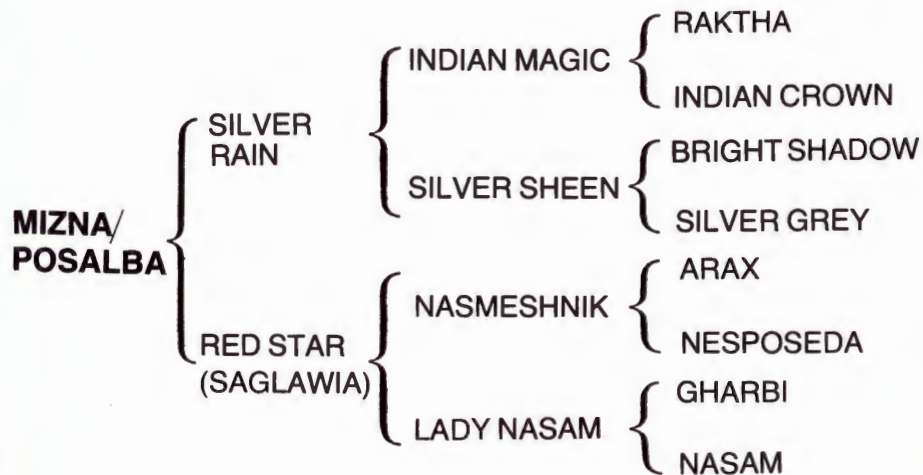 MIZNA/
POSALBA
SILVER
RAIN
INDIAN MAGIC
RAKTHA
INDIAN CROWN
SILVER SHEEN
BRIGHT SHADOW
SILVER GREY
RED STAR
(SAGLAWIA)
NASMESHNIK
ARAX
NESPOSEDA
LADY NASAM
GHARBI
NASAM